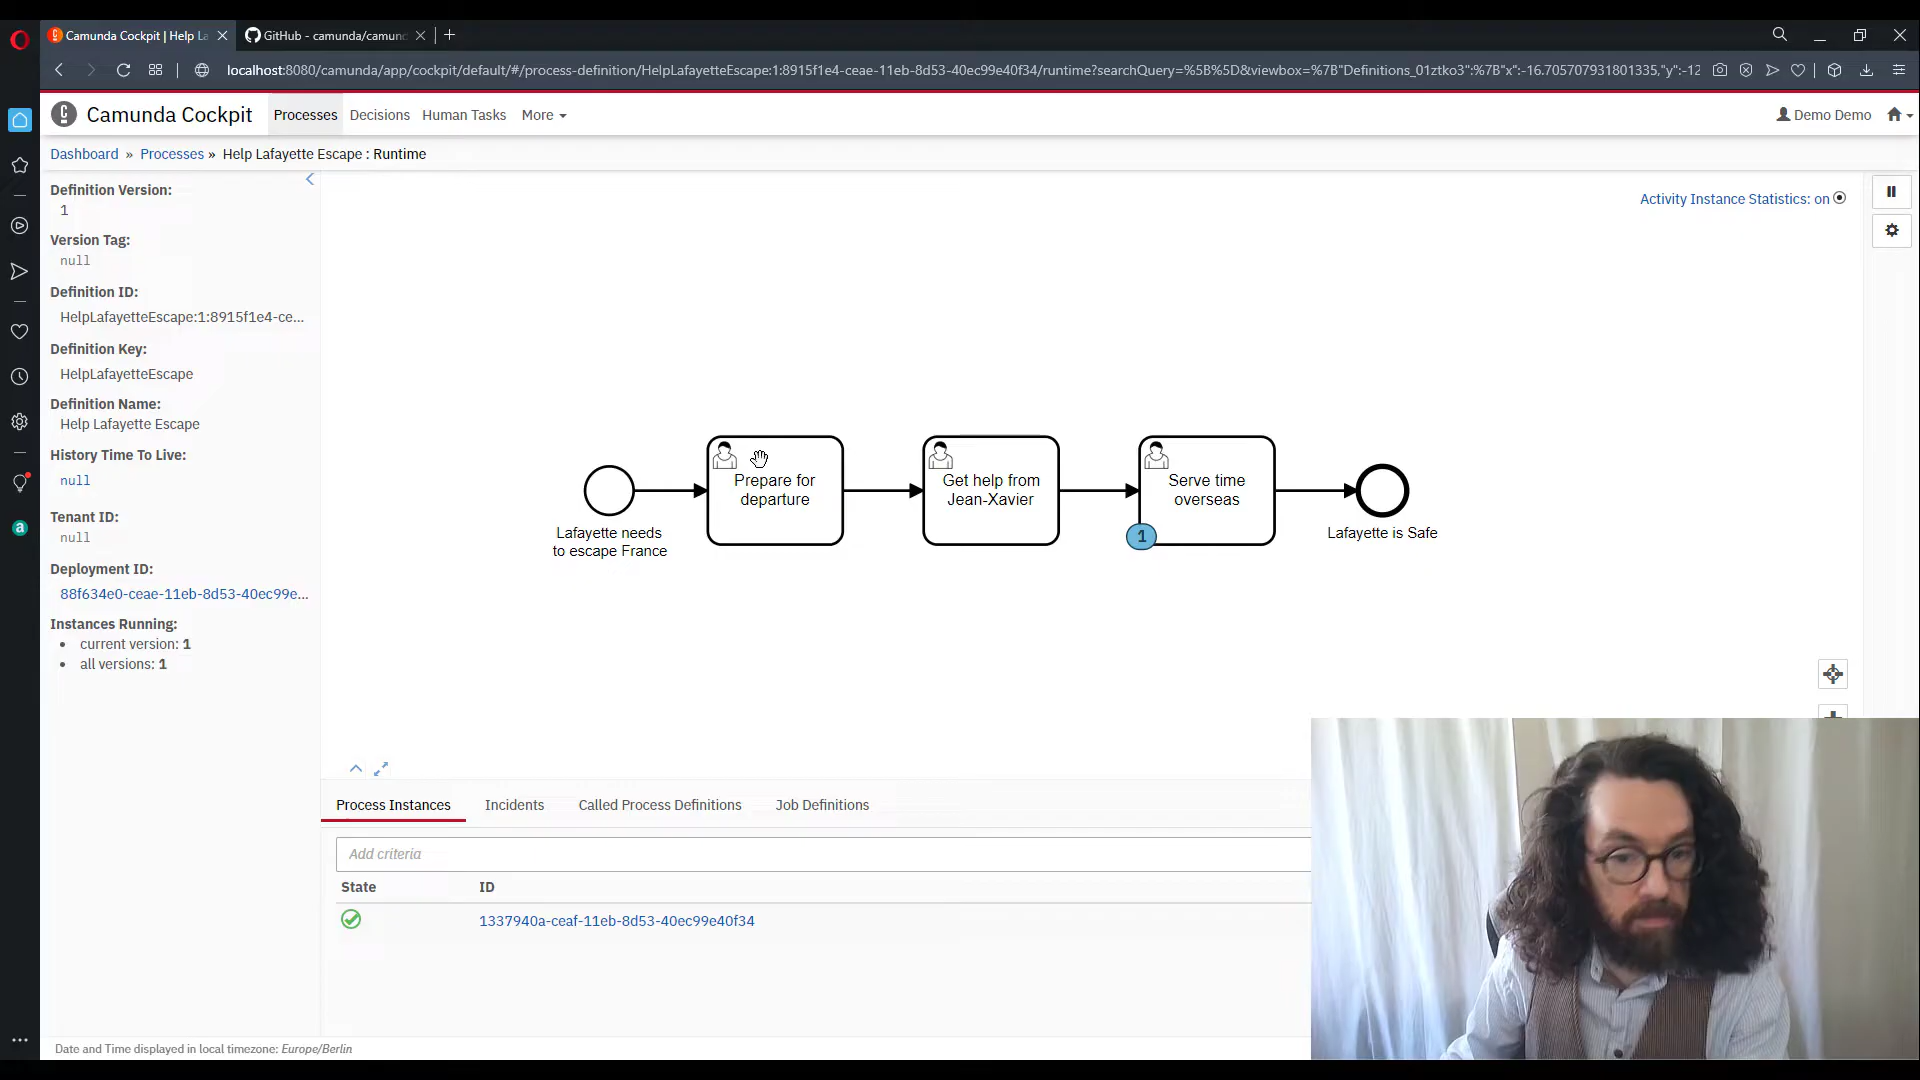 Camunda Cockpit | Help La
GitHub - camunda/camun
localhost:8080/camunda/app/cockpit/default/#/process-definition/HelpLafayetteEscape:1:8915f1e4-ceae-11eb-8d53-40ec99e40f34/runtime?searchQuery=%5B%5D&viewbox=%7B"Definitions_01ztko3":%7B"x":-16.705707931801335,"y":-12
Camunda Cockpit
Processes
Decisions
Human Tasks
More
Demo Demo
Dashboard » Processes » Help Lafayette Escape : Runtime
Definition Version:
1
Version Tag:
null
Definition ID:
HelpLafayetteEscape:1:8915f1e4-ce...
Definition Key:
HelpLafayetteEscape
Definition Name:
Help Lafayette Escape
History Time To Live:
null
Tenant ID:
null
Deployment ID:
88f634e0-ceae-11eb-8d53-40ec99e...
Instances Running:
current version: 1
all versions: 1
Activity Instance Statistics: on
Lafayette needs
to escape France
Prepare for
departure
Get help from
Jean-Xavier
Serve time
overseas
1
Lafayette is Safe
Process Instances
Incidents
Called Process Definitions
Job Definitions
Add criteria
State
ID
1337940a-ceaf-11eb-8d53-40ec99e40f34
Date and Time displayed in local timezone: Europe/Berlin